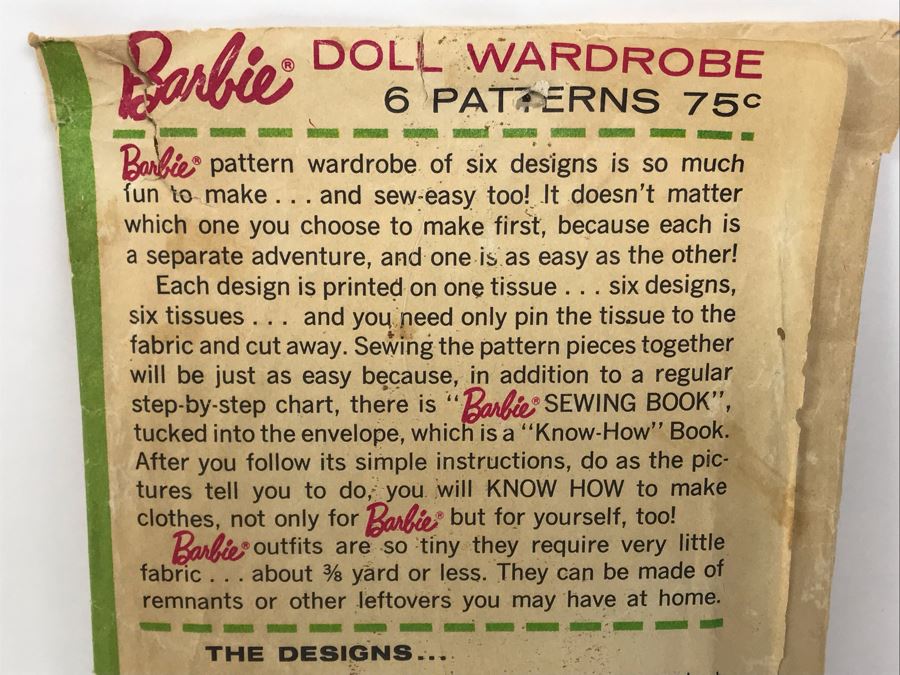 Barbie® DOLL WARDROBE
6 PATTERNS 75c
Barbie® pattern wardrobe of six designs is so much
fun to make . . . and sew-easy too! It doesn't matter
which one you choose to make first, because each is
a separate adventure, and one is as easy as the other!
Each design is printed on one tissue . . . six designs,
six tissues . . . and you need only pin the tissue to the
fabric and cut away. Sewing the pattern pieces together
will be just as easy because, in addition to a regular
step-by-step chart, there is "Barbie® SEWING BOOK",
tucked into the envelope, which is a "Know-How" Book.
After you follow its simple instructions, do as the pic-
tures tell you to do, you will KNOW HOW to make
clothes, not only for Barbie® but for yourself, too!
Barbie® outfits are so tiny they require very little
fabric . . . about ⅜ yard or less. They can be made of
remnants or other leftovers you may have at home.
THE DESIGNS...